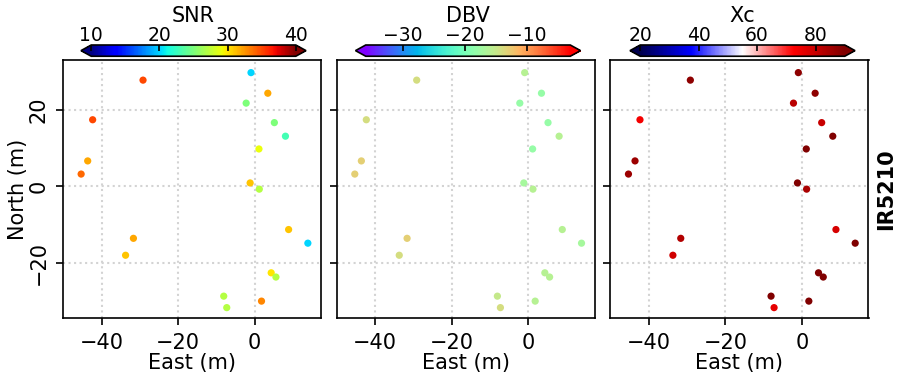 SNR DBV Xc
10 20 30 40 −30 −20 −10 20 40 60 80
North (m)
20
0
−20
−40 −20 0 −40 −20 0 −40 −20 0
East (m) East (m) East (m)
IR5210